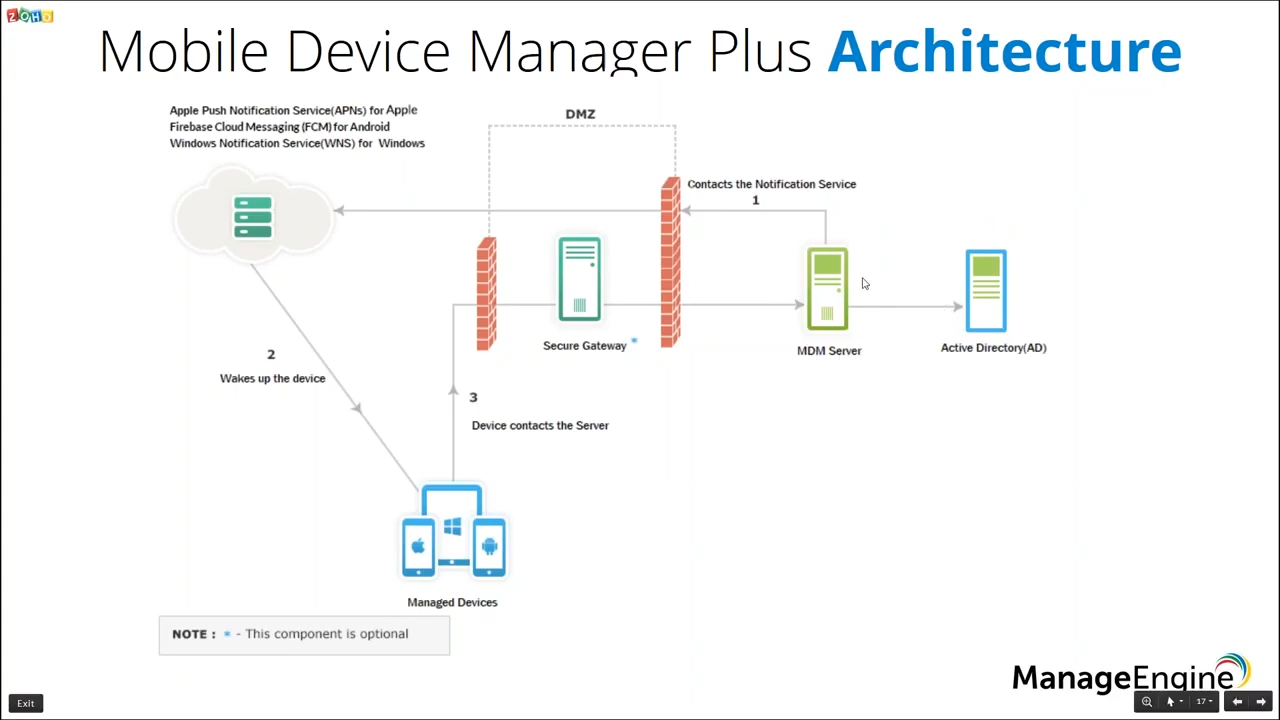 ZOHO
Mobile Device Manager Plus Architecture
Apple Push Notification Service(APNs) for Apple
Firebase Cloud Messaging (FCM) for Android
Windows Notification Service(WNS) for Windows
DMZ
Contacts the Notification Service
1
Secure Gateway *
MDM Server
Active Directory(AD)
2
Wakes up the device
3
Device contacts the Server
Managed Devices
NOTE : * - This component is optional
ManageEngine
Exit
17